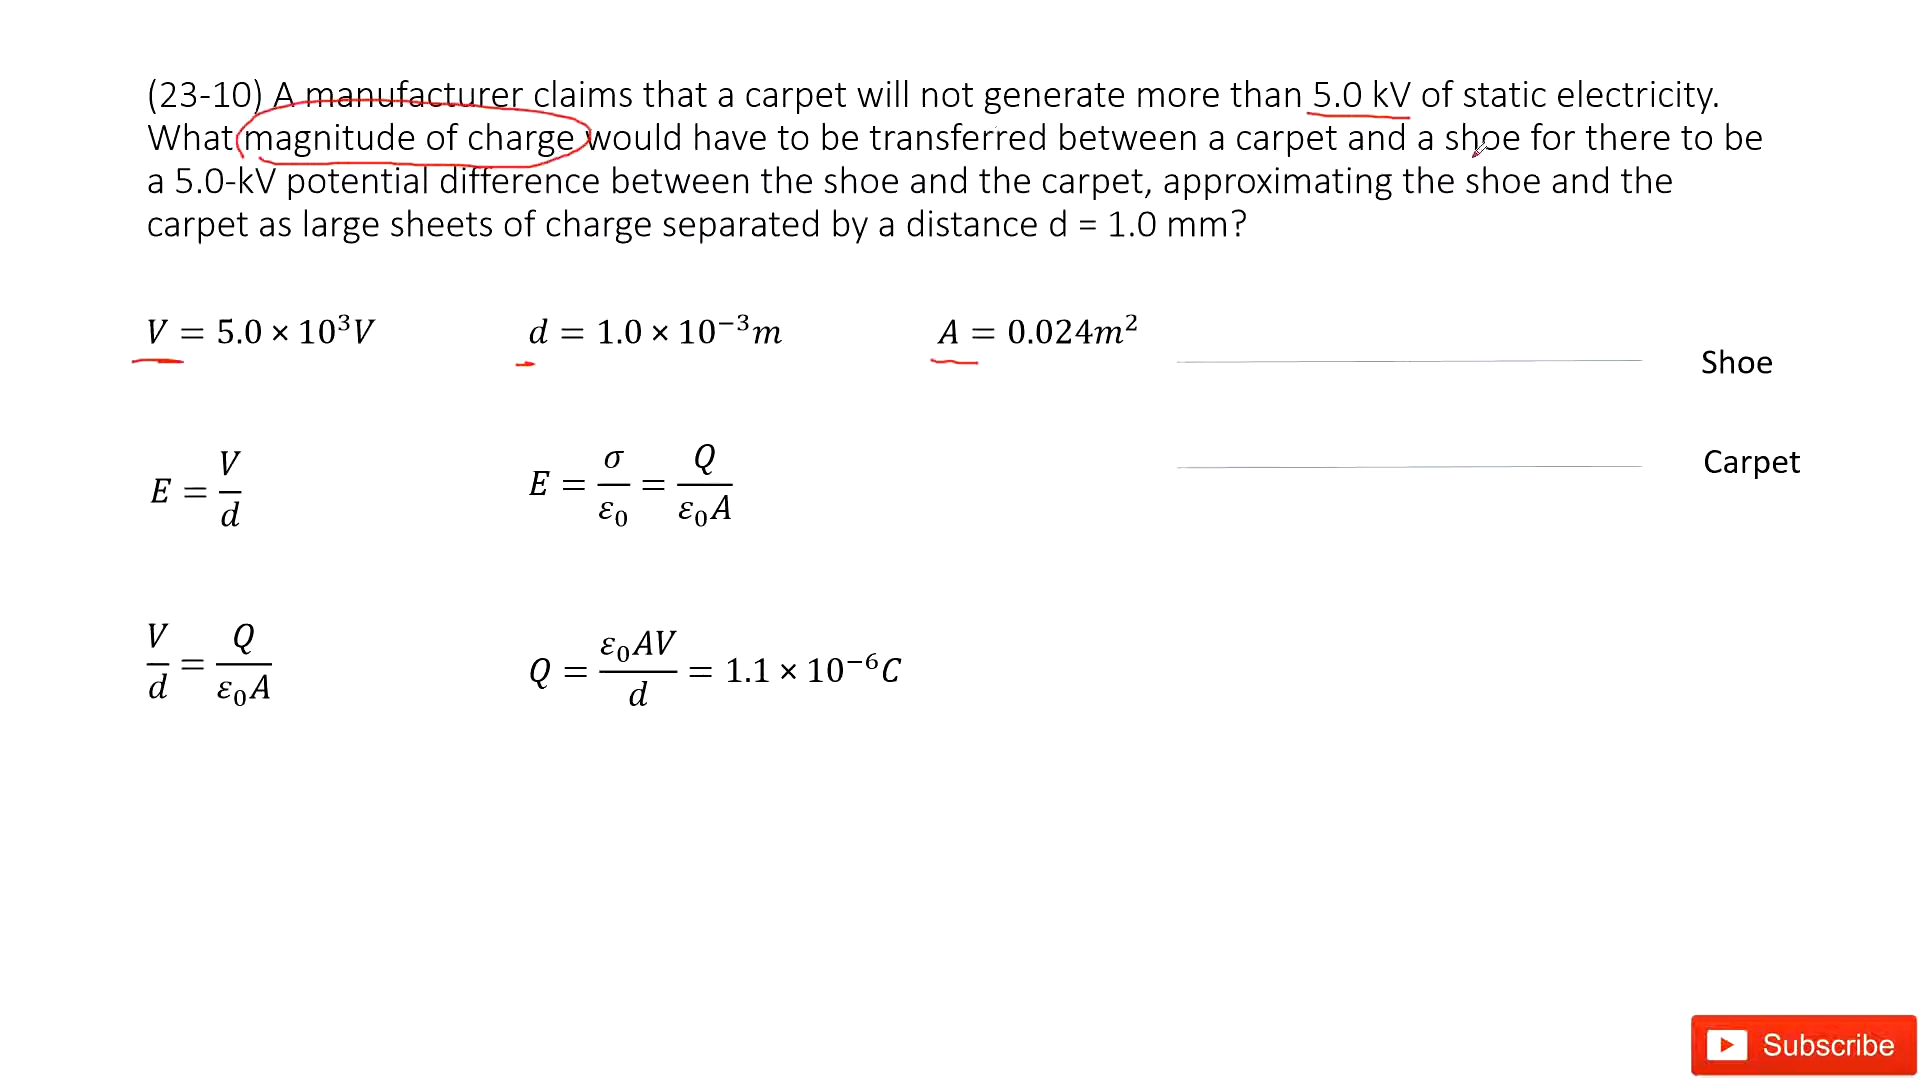 (23-10) A manufacturer claims that a carpet will not generate more than 5.0 kV of static electricity.
What magnitude of charge would have to be transferred between a carpet and a shoe for there to be
a 5.0-kV potential difference between the shoe and the carpet, approximating the shoe and the
carpet as large sheets of charge separated by a distance d = 1.0 mm?
V = 5.0 × 10³V
d = 1.0 × 10⁻³m
A = 0.024m²
Shoe
Carpet
E = V/d
E = σ/ε₀ = Q/ε₀A
V/d = Q/ε₀A
Q = ε₀AV/d = 1.1 × 10⁻⁶C
Subscribe